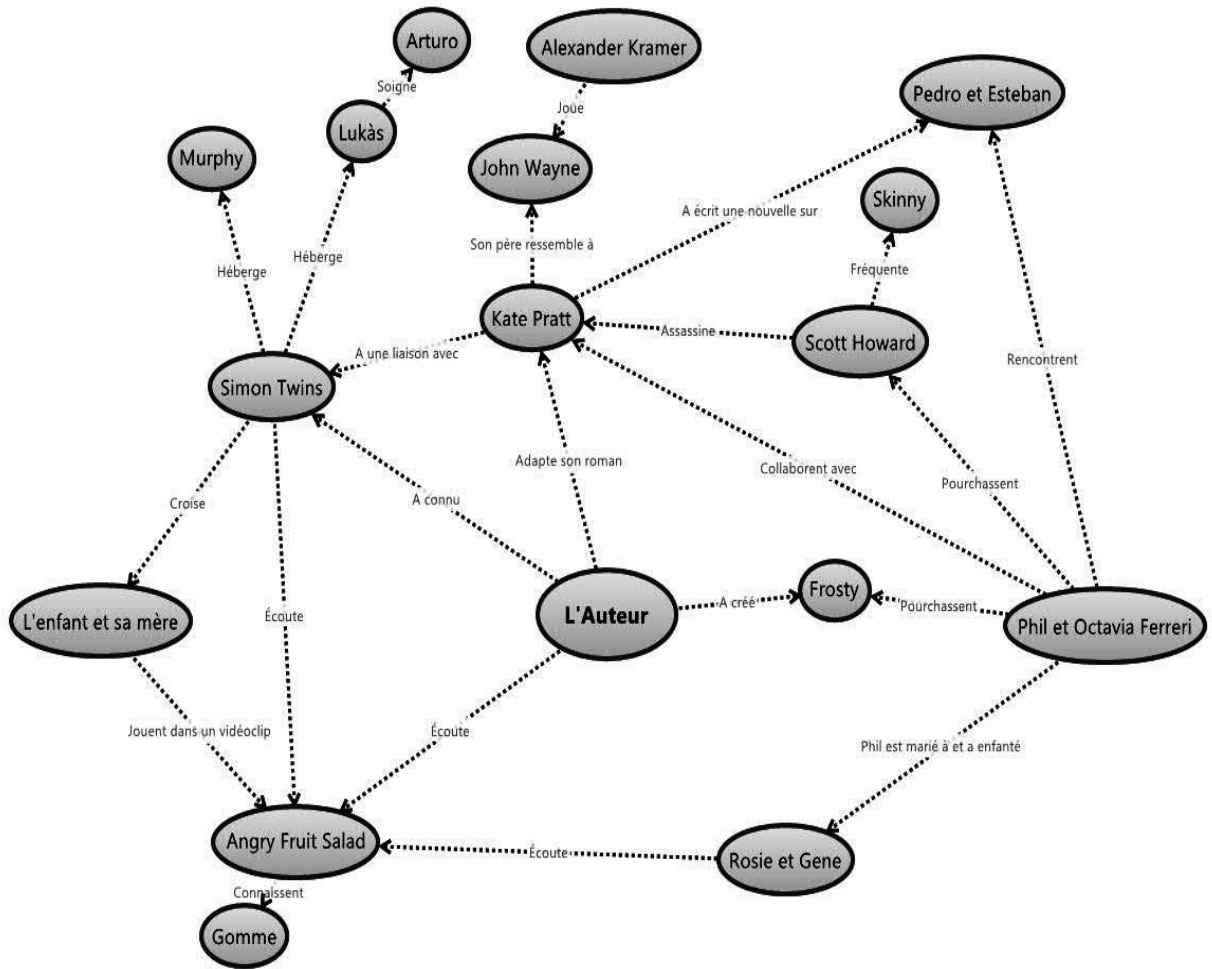 Arturo
Alexander Kramer
Soigne
Pedro et Esteban
Joue
Lukàs
Murphy
John Wayne
Skinny
A écrit une nouvelle sur
Son père ressemble à
Héberge
Héberge
Fréquente
Kate Pratt
Assassine
Scott Howard
A une liaison avec
Rencontrent
Simon Twins
Adapte son roman
Collaborent avec
Pourchassent
A connu
Croise
Frosty
A créé
Pourchassent
L'enfant et sa mère
Écoute
L'Auteur
Phil et Octavia Ferreri
Jouent dans un vidéoclip
Écoute
Phil est marié à et a enfanté
Angry Fruit Salad
Écoute
Rosie et Gene
Connaissent
Gomme